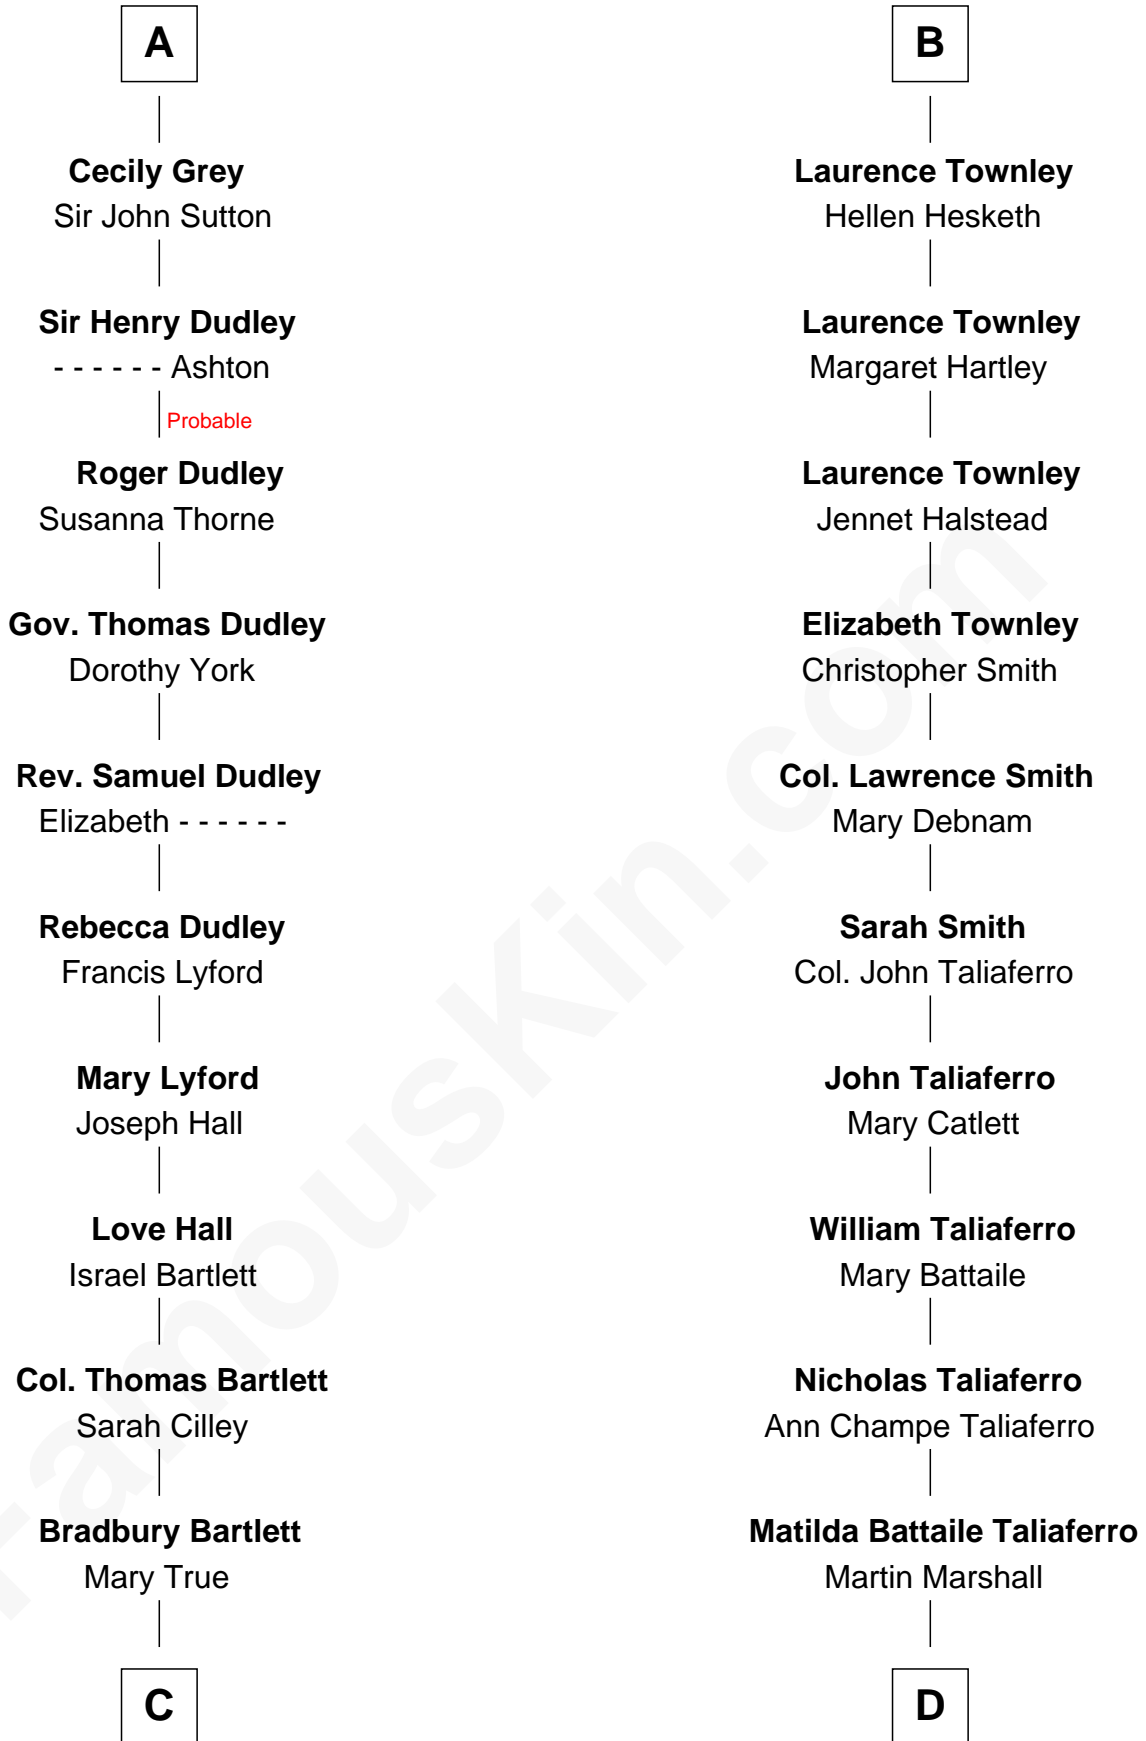 A
Cecily Grey
Sir John Sutton
Sir Henry Dudley
- - - - - - Ashton
Probable
Roger Dudley
Susanna Thorne
Gov. Thomas Dudley
Dorothy York
Rev. Samuel Dudley
Elizabeth - - - - - -
Rebecca Dudley
Francis Lyford
Mary Lyford
Joseph Hall
Love Hall
Israel Bartlett
Col. Thomas Bartlett
Sarah Cilley
Bradbury Bartlett
Mary True
C
B
Laurence Townley
Hellen Hesketh
Laurence Townley
Margaret Hartley
Laurence Townley
Jennet Halstead
Elizabeth Townley
Christopher Smith
Col. Lawrence Smith
Mary Debnam
Sarah Smith
Col. John Taliaferro
John Taliaferro
Mary Catlett
William Taliaferro
Mary Battaile
Nicholas Taliaferro
Ann Champe Taliaferro
Matilda Battaile Taliaferro
Martin Marshall
D
FamousKin.com